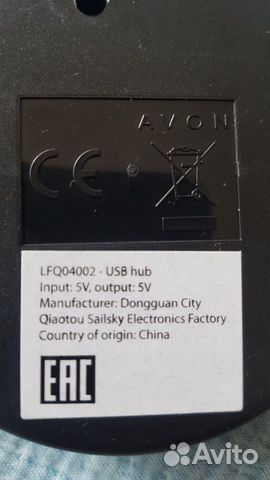 AVON
CE
LFQ04002 - USB hub
Input: 5V, output: 5V
Manufacturer: Dongguan City
Qiaotou Sailsky Electronics Factory
Country of origin: China
EAC
Avito